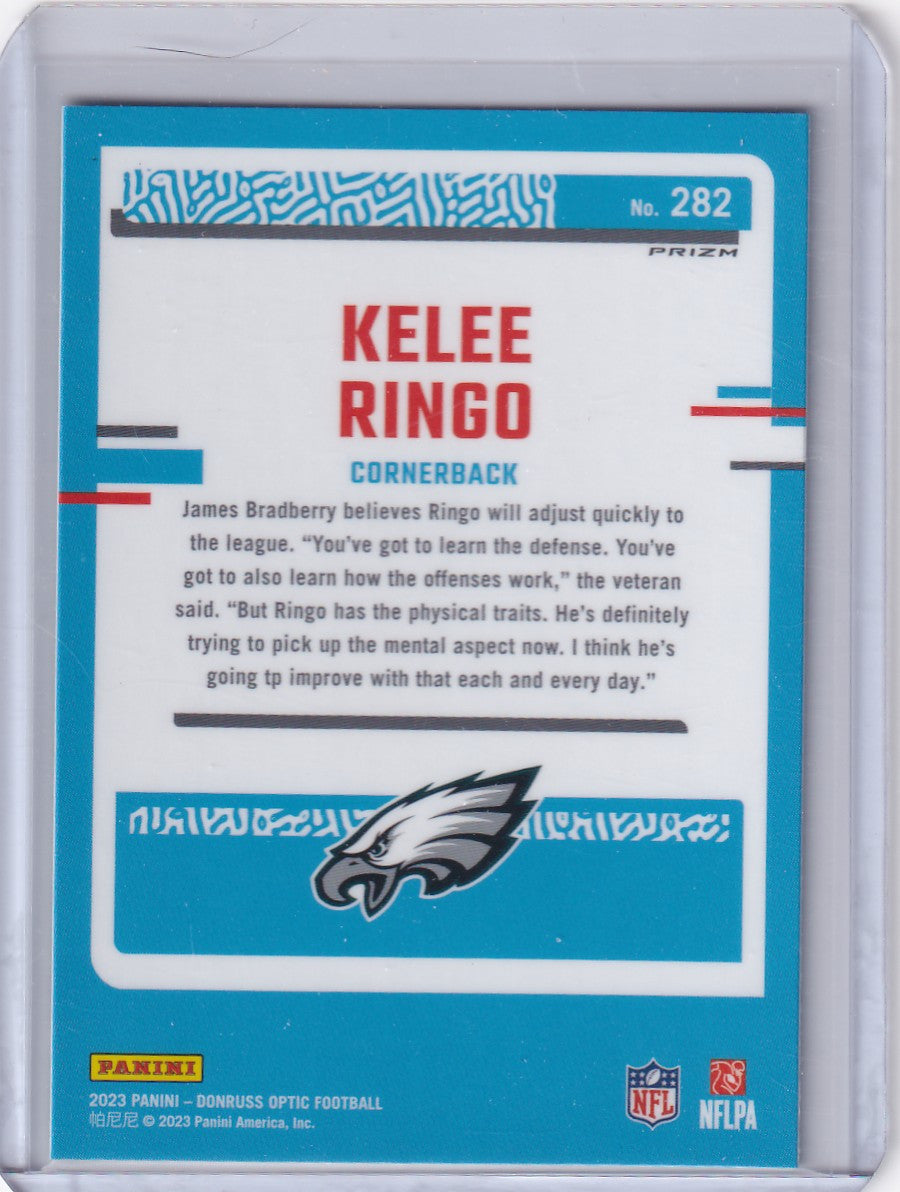 No. 282
PRIZM
KELEE
RINGO
CORNERBACK
James Bradberry believes Ringo will adjust quickly to
the league. “You’ve got to learn the defense. You’ve
got to also learn how the offenses work,” the veteran
said. “But Ringo has the physical traits. He’s definitely
trying to pick up the mental aspect now. I think he’s
going tp improve with that each and every day.”
PANINI
2023 PANINI – DONRUSS OPTIC FOOTBALL
帕尼尼 © 2023 Panini America, Inc.
NFL
NFLPA